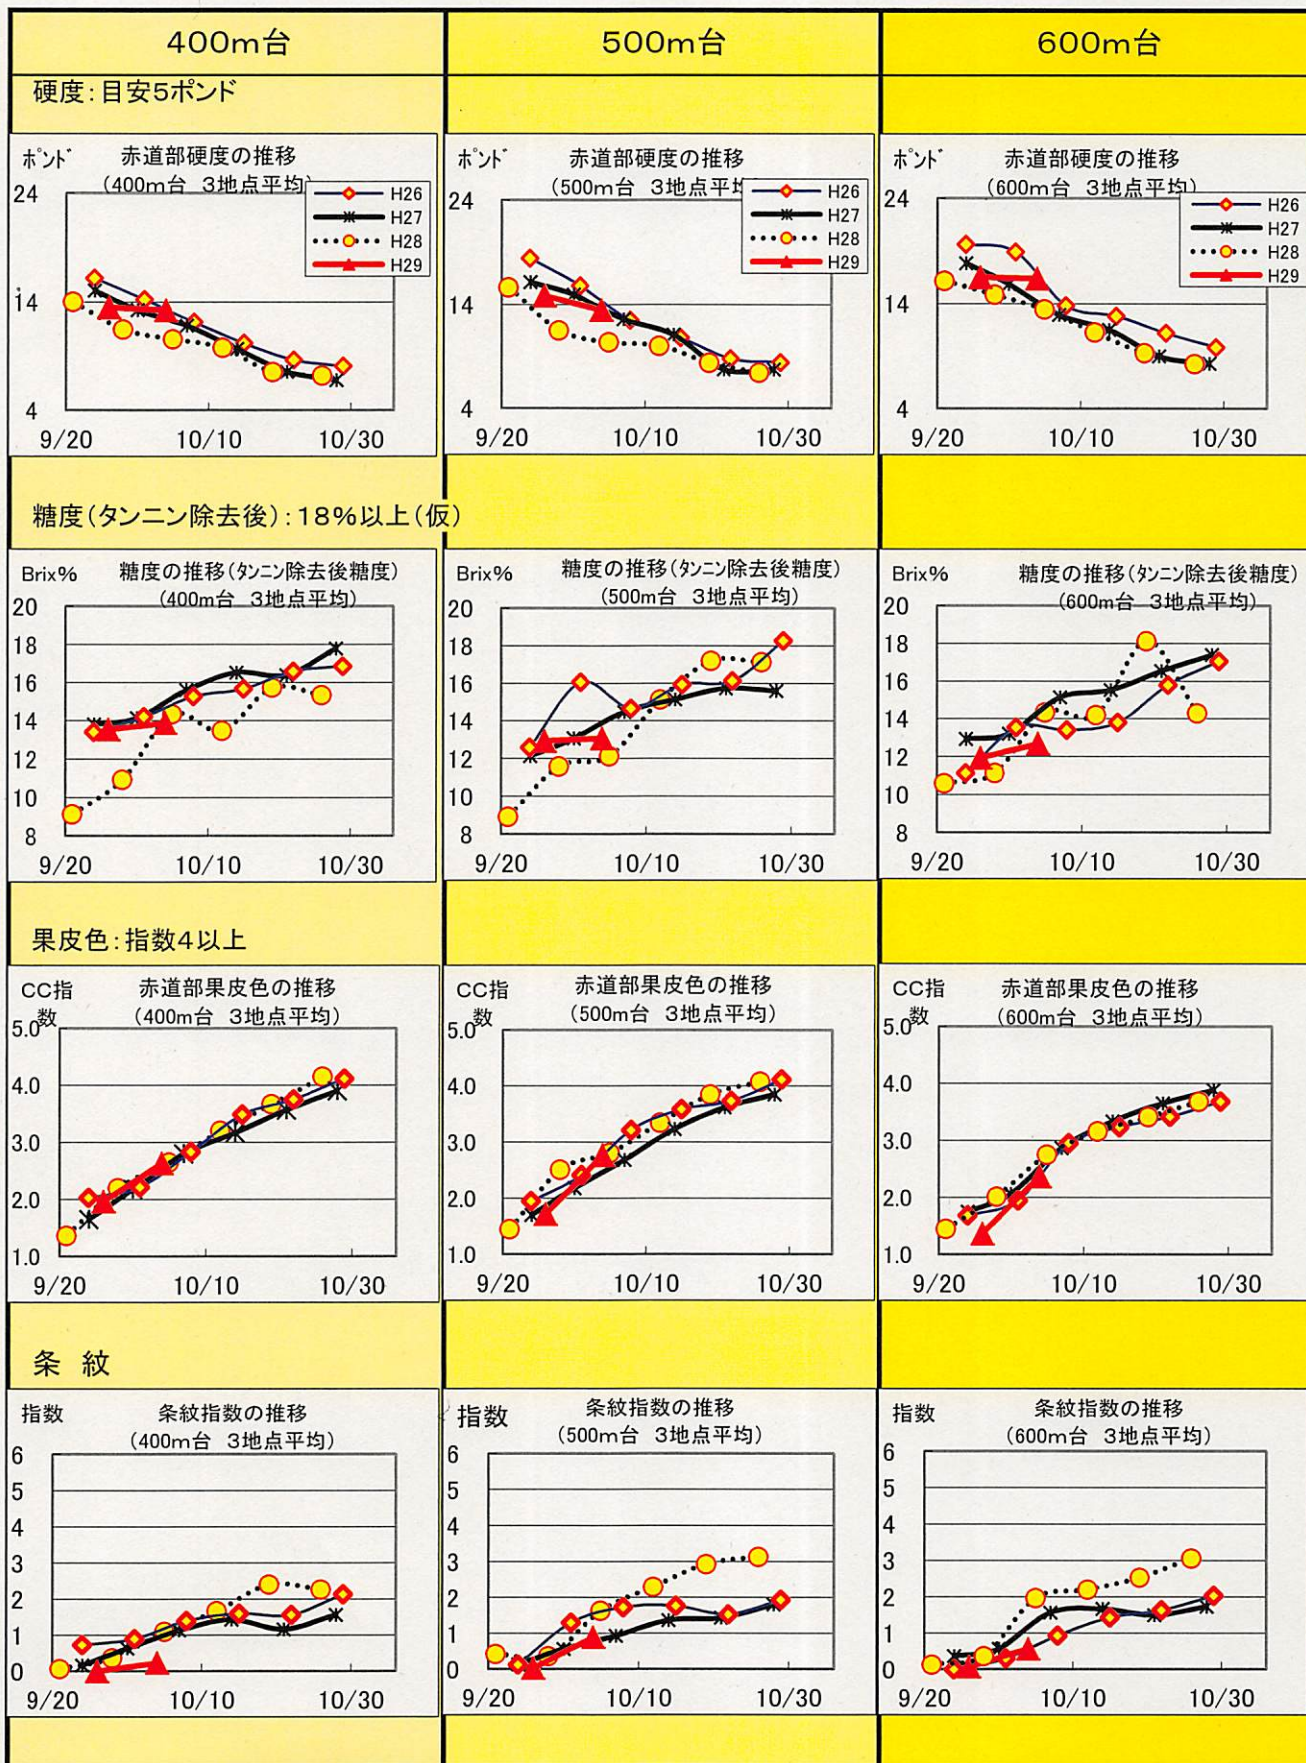 400m台
500m台
600m台
硬度：目安5ポンド
ポンド
赤道部硬度の推移
（400m台 3地点平均）
24
14
4
9/20
10/10
10/30
H26
H27
H28
H29
ポンド
赤道部硬度の推移
（500m台 3地点平均
24
14
4
9/20
10/10
10/30
H26
H27
H28
H29
ポンド
赤道部硬度の推移
（600m台 3地点平均）
24
14
4
9/20
10/10
10/30
H26
H27
H28
H29
糖度（タンニン除去後）：18%以上（仮）
Brix%
糖度の推移（タンニン除去後糖度）
（400m台 3地点平均）
20
18
16
14
12
10
8
9/20
10/10
10/30
Brix%
糖度の推移（タンニン除去後糖度）
（500m台 3地点平均）
20
18
16
14
12
10
8
9/20
10/10
10/30
Brix%
糖度の推移（タンニン除去後糖度）
（600m台 3地点平均）
20
18
16
14
12
10
8
9/20
10/10
10/30
果皮色：指数4以上
CC指
数
赤道部果皮色の推移
（400m台 3地点平均）
5.0
4.0
3.0
2.0
1.0
9/20
10/10
10/30
CC指
数
赤道部果皮色の推移
（500m台 3地点平均）
5.0
4.0
3.0
2.0
1.0
9/20
10/10
10/30
CC指
数
赤道部果皮色の推移
（600m台 3地点平均）
5.0
4.0
3.0
2.0
1.0
9/20
10/10
10/30
条 紋
指数
条紋指数の推移
（400m台 3地点平均）
6
5
4
3
2
1
0
9/20
10/10
10/30
指数
条紋指数の推移
（500m台 3地点平均）
6
5
4
3
2
1
0
9/20
10/10
10/30
指数
条紋指数の推移
（600m台 3地点平均）
6
5
4
3
2
1
0
9/20
10/10
10/30